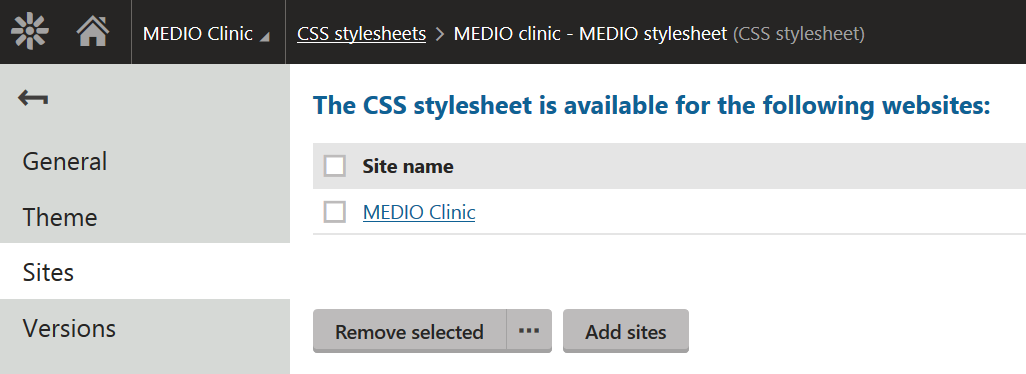 MEDIO Clinic CSS stylesheets > MEDIO clinic - MEDIO stylesheet (CSS stylesheet)
General
Theme
Sites
Versions
The CSS stylesheet is available for the following websites:
Site name
MEDIO Clinic
Remove selected ... Add sites